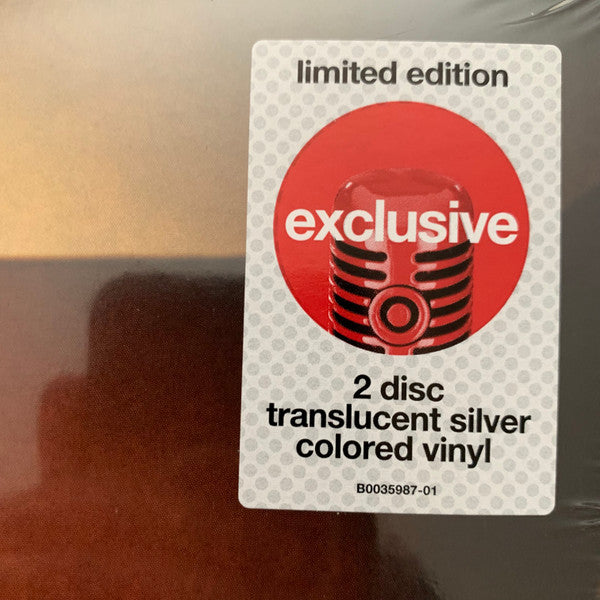 limited edition
exclusive
2 disc
translucent silver
colored vinyl
B0035987-01